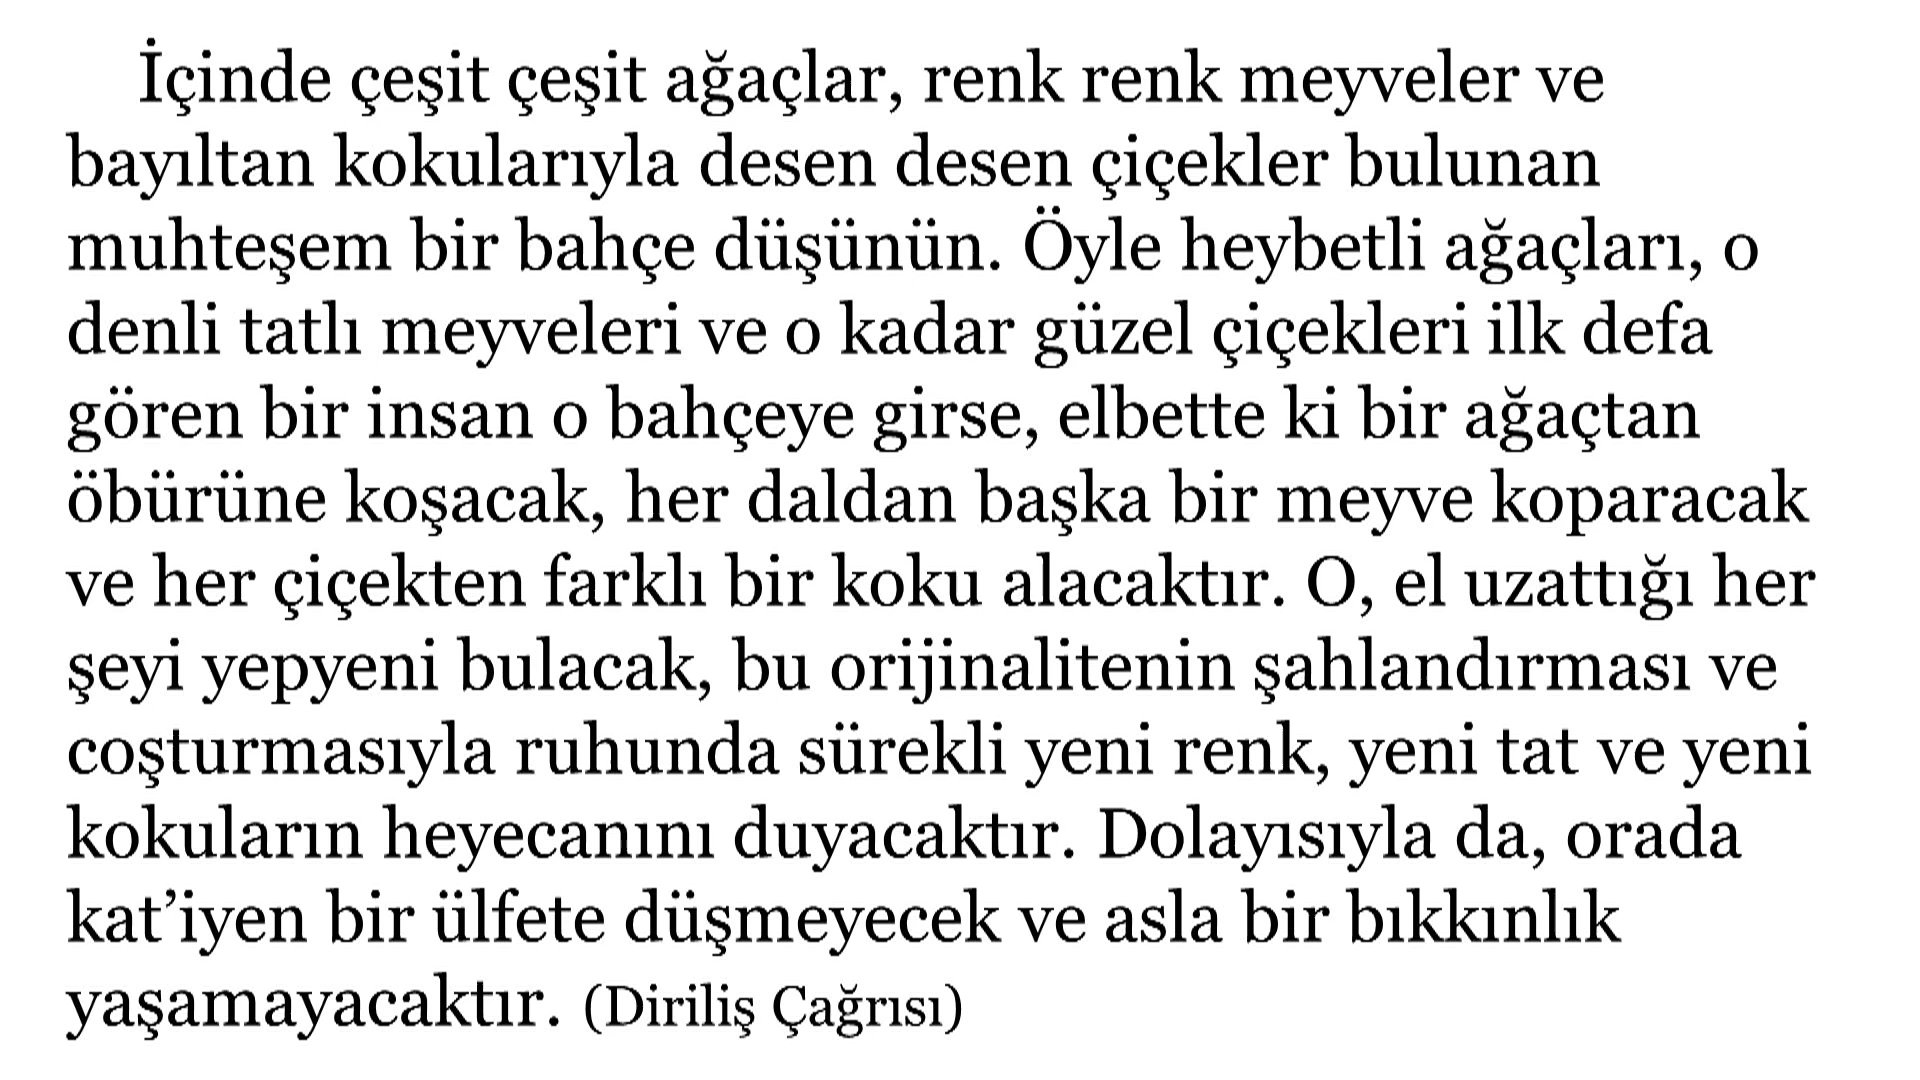 İçinde çeşit çeşit ağaçlar, renk renk meyveler ve
bayıltan kokularıyla desen desen çiçekler bulunan
muhteşem bir bahçe düşünün. Öyle heybetli ağaçları, o
denli tatlı meyveleri ve o kadar güzel çiçekleri ilk defa
gören bir insan o bahçeye girse, elbette ki bir ağaçtan
öbürüne koşacak, her daldan başka bir meyve koparacak
ve her çiçekten farklı bir koku alacaktır. O, el uzattığı her
şeyi yepyeni bulacak, bu orijinalitenin şahlandırması ve
coşturmasıyla ruhunda sürekli yeni renk, yeni tat ve yeni
kokuların heyecanını duyacaktır. Dolayısıyla da, orada
kat’iyen bir ülfete düşmeyecek ve asla bir bıkkınlık
yaşamayacaktır. (Diriliş Çağrısı)